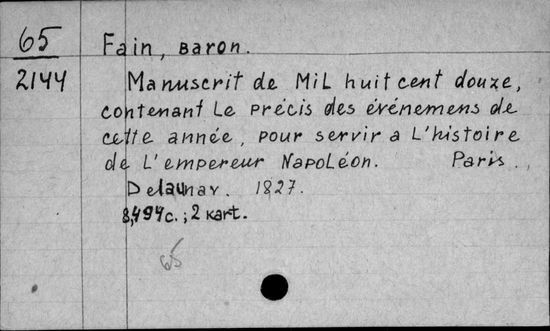 65 Fain, Baron.
2144 Manuscrit de Mil huit cent douze,
contenant Le précis des événemens de
cette année, pour servir a L'histoire
de L'empereur Napoléon. Paris.,
Delaunay. 1827.
8,494c.; 2 kart.
65